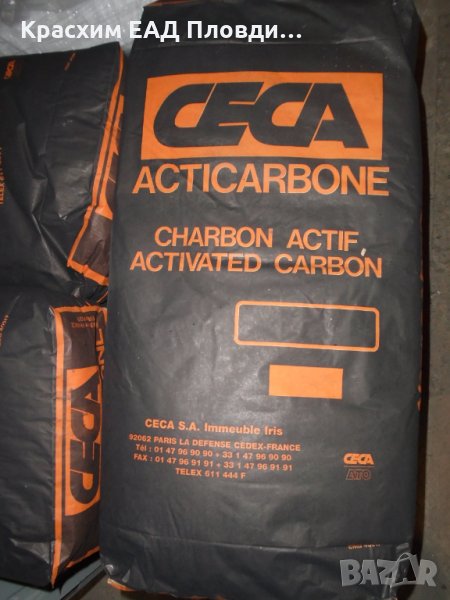 Красхим ЕАД Пловди...
CECA
ACTICARBONE
CHARBON ACTIF
ACTIVATED CARBON
CECA S.A. Immeuble Iris
92062 PARIS LA DEFENSE CEDEX-FRANCE
Tél : 01 47 96 90 90 + 33 1 47 96 90 90
FAX : 01 47 96 91 91 + 33 1 47 96 91 91
TELEX 611 444 F
CECA
ATO
CECA
BAZAR